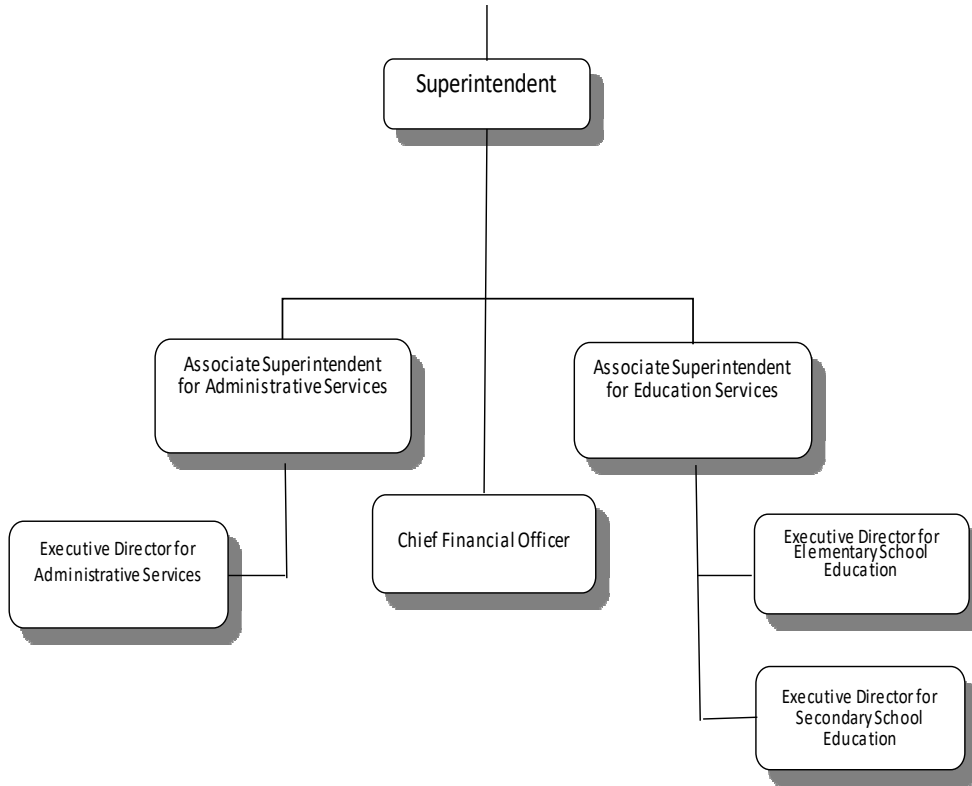 Superintendent
Associate Superintendent
for Administrative Services
Associate Superintendent
for Education Services
Chief Financial Officer
Executive Director for
Administrative Services
Executive Director for
Elementary School
Education
Executive Director for
Secondary School
Education